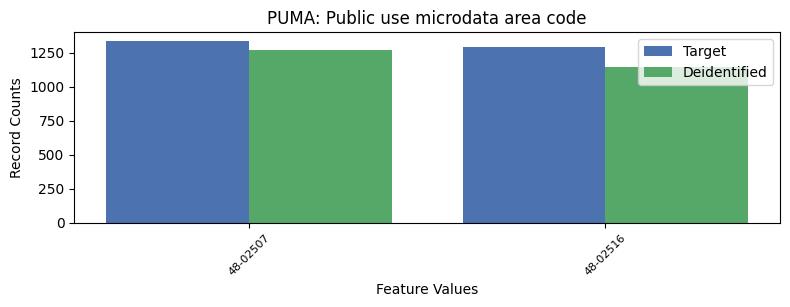 PUMA: Public use microdata area code
Target
Deidentified
Record Counts
1250
1000
750
500
250
0
48-02507
48-02516
Feature Values